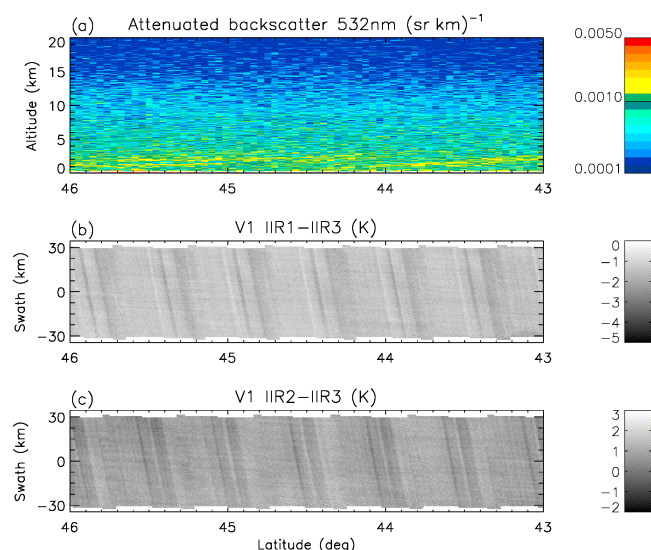 (a) Attenuated backscatter 532nm (sr km)⁻¹
Altitude (km)
20
15
10
5
0
46 45 44 43
0.0050
0.0010
0.0001
(b) V1 IIR1−IIR3 (K)
Swath (km)
30
0
−30
46 45 44 43
0
−1
−2
−3
−4
−5
(c) V1 IIR2−IIR3 (K)
Swath (km)
30
0
−30
46 45 44 43
Latitude (deg)
3
2
1
0
−1
−2